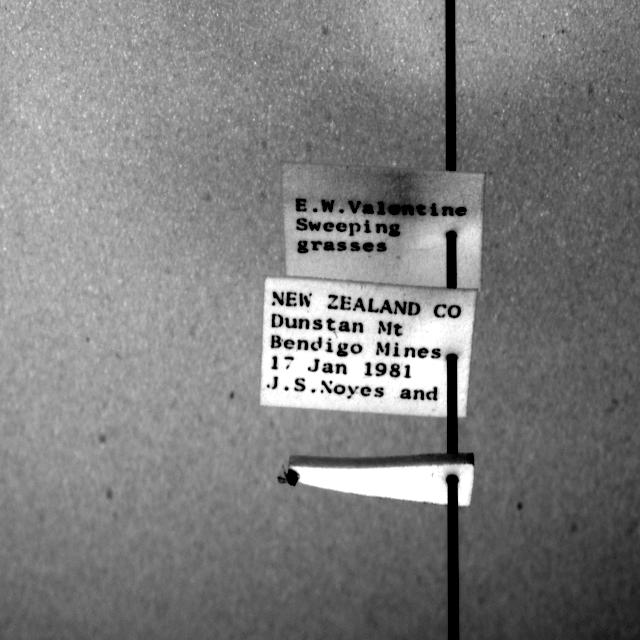 E.W.Valentine
Sweeping
grasses
NEW ZEALAND CO
Dunstan Mt
Bendigo Mines
17 Jan 1981
J.S.Noyes and